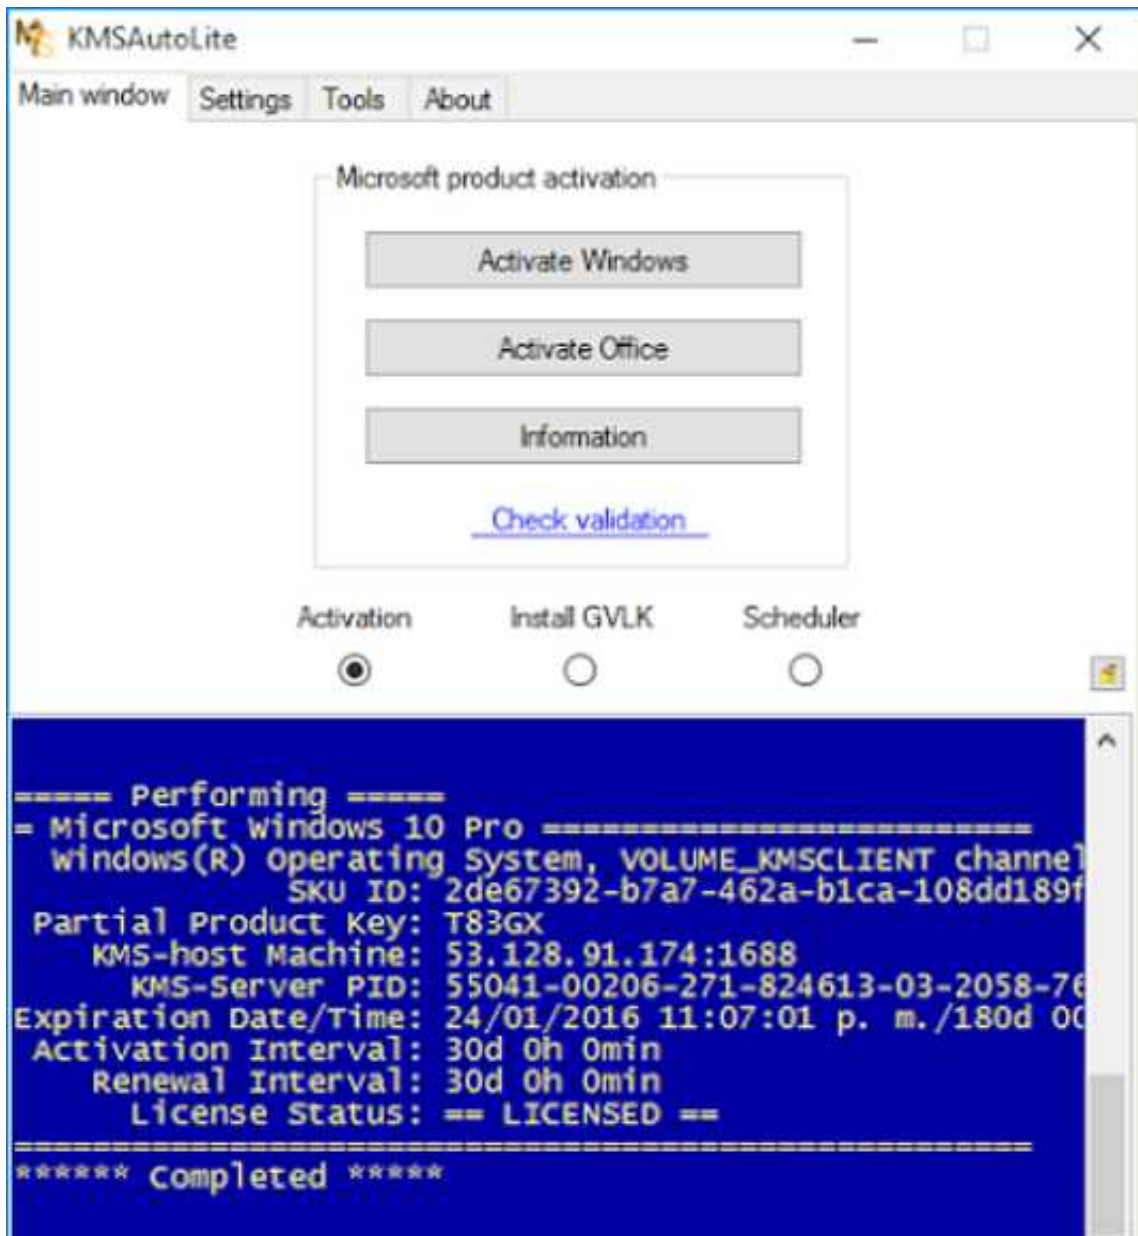 KMSAutoLite
Main window Settings Tools About
Microsoft product activation
Activate Windows
Activate Office
Information
Check validation
Activation Install GVLK Scheduler
===== Performing =====
= Microsoft Windows 10 Pro =========================
Windows(R) Operating System, VOLUME_KMSCLIENT channel
SKU ID: 2de67392-b7a7-462a-b1ca-108dd189f
Partial Product Key: T83GX
KMS-host Machine: 53.128.91.174:1688
KMS-Server PID: 55041-00206-271-824613-03-2058-76
Expiration Date/Time: 24/01/2016 11:07:01 p. m./180d 00
Activation Interval: 30d 0h 0min
Renewal Interval: 30d 0h 0min
License Status: == LICENSED ==
====================================================
****** Completed *****